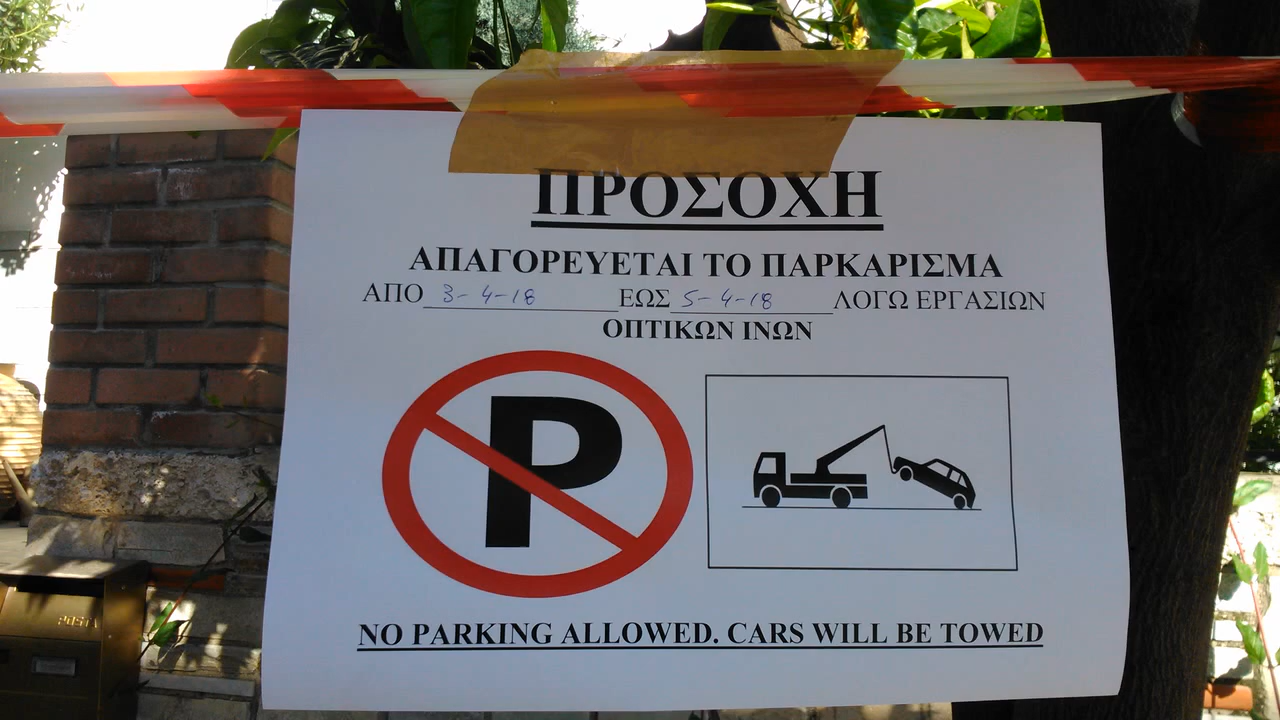 ΠΡΟΣΟΧΗ
ΑΠΑΓΟΡΕΥΕΤΑΙ ΤΟ ΠΑΡΚΑΡΙΣΜΑ
ΑΠΟ 3-4-18 ΕΩΣ 5-4-18 ΛΟΓΩ ΕΡΓΑΣΙΩΝ
ΟΠΤΙΚΩΝ ΙΝΩΝ
P
NO PARKING ALLOWED. CARS WILL BE TOWED